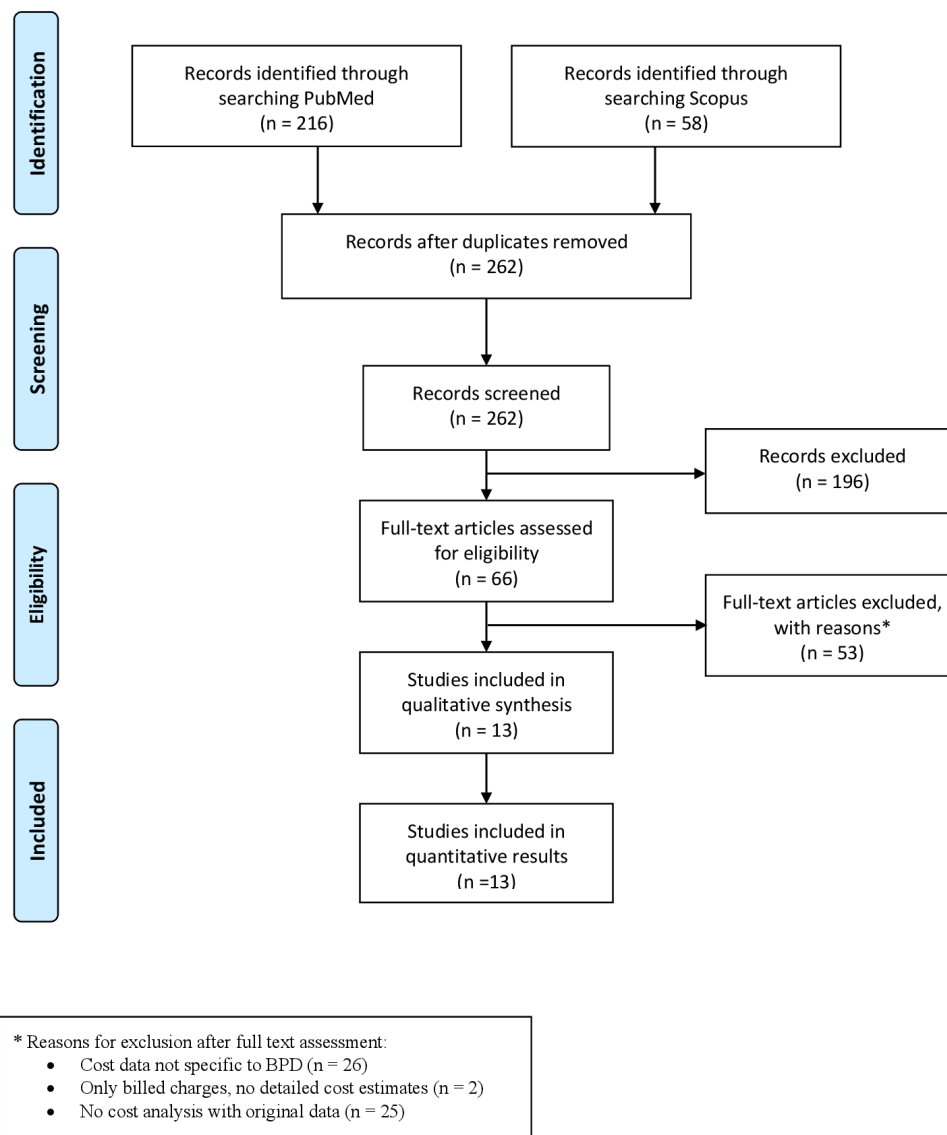 Identification
Records identified through
searching PubMed
(n = 216)
Records identified through
searching Scopus
(n = 58)
Records after duplicates removed
(n = 262)
Screening
Records screened
(n = 262)
Records excluded
(n = 196)
Eligibility
Full-text articles assessed
for eligibility
(n = 66)
Full-text articles excluded,
with reasons*
(n = 53)
Studies included in
qualitative synthesis
(n = 13)
Included
Studies included in
quantitative results
(n =13)
* Reasons for exclusion after full text assessment:
• Cost data not specific to BPD (n = 26)
• Only billed charges, no detailed cost estimates (n = 2)
• No cost analysis with original data (n = 25)